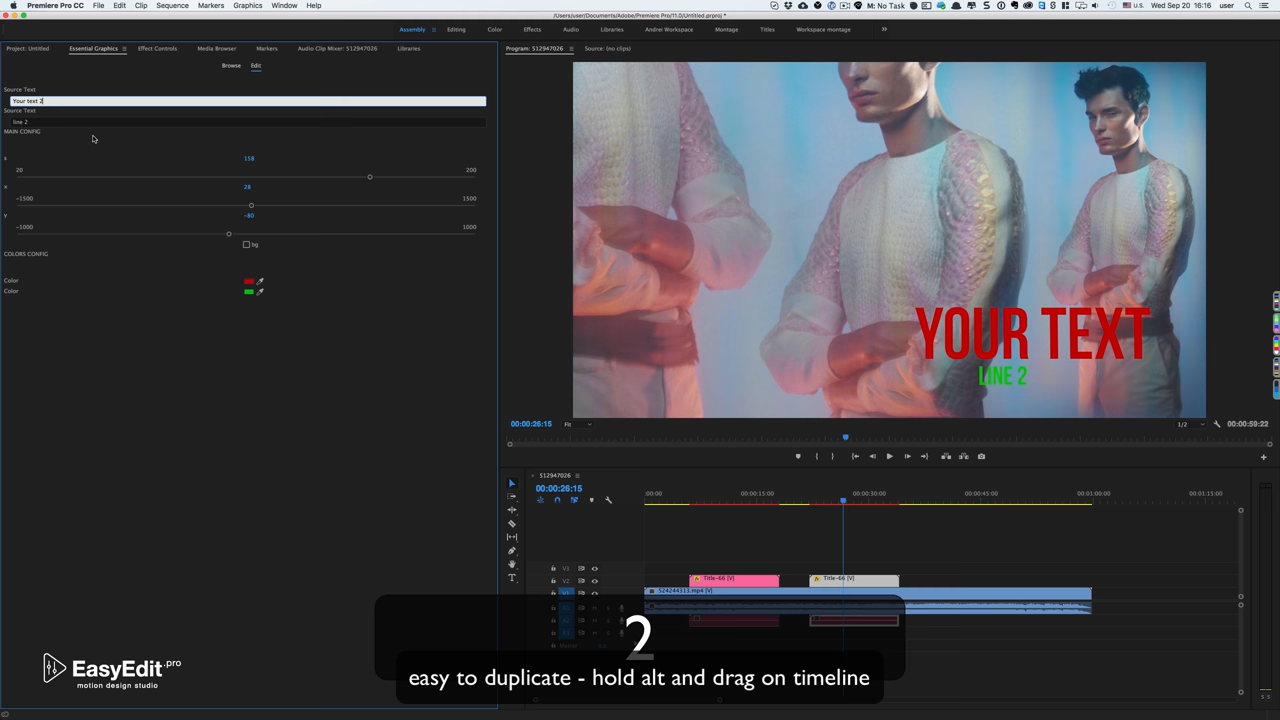 Premiere Pro CC File Edit Clip Sequence Markers Graphics Window Help
M: No Task U.S. Wed Sep 20 16:16 user
/Users/user/Documents/Adobe/Premiere Pro/11.0/Untitled.prproj *
Assembly Editing Color Effects Audio Libraries Andrei Workspace Montage Titles Workspace montage
Project: Untitled Essential Graphics Effect Controls Media Browser Markers Audio Clip Mixer: 512947026 Libraries
Program: 512947026 Source: (no clips)
Browse Edit
Source Text
Your text 2
Source Text
line 2
MAIN CONFIG
s 158
20 200
x 28
-1500 1500
y -80
-1000 1000
bg
COLORS CONFIG
Color
Color
YOUR TEXT
LINE 2
00:00:26:15 Fit 1/2 00:00:59:22
512947026
00:00:26:15
:00:00 00:00:15:00 00:00:30:00 00:00:45:00 00:01:00:00 00:01:15:00
V3
V2 Title-66 [V] Title-66 [V]
V1 524244313.mp4 [V]
2
easy to duplicate - hold alt and drag on timeline
EasyEdit.pro
motion design studio